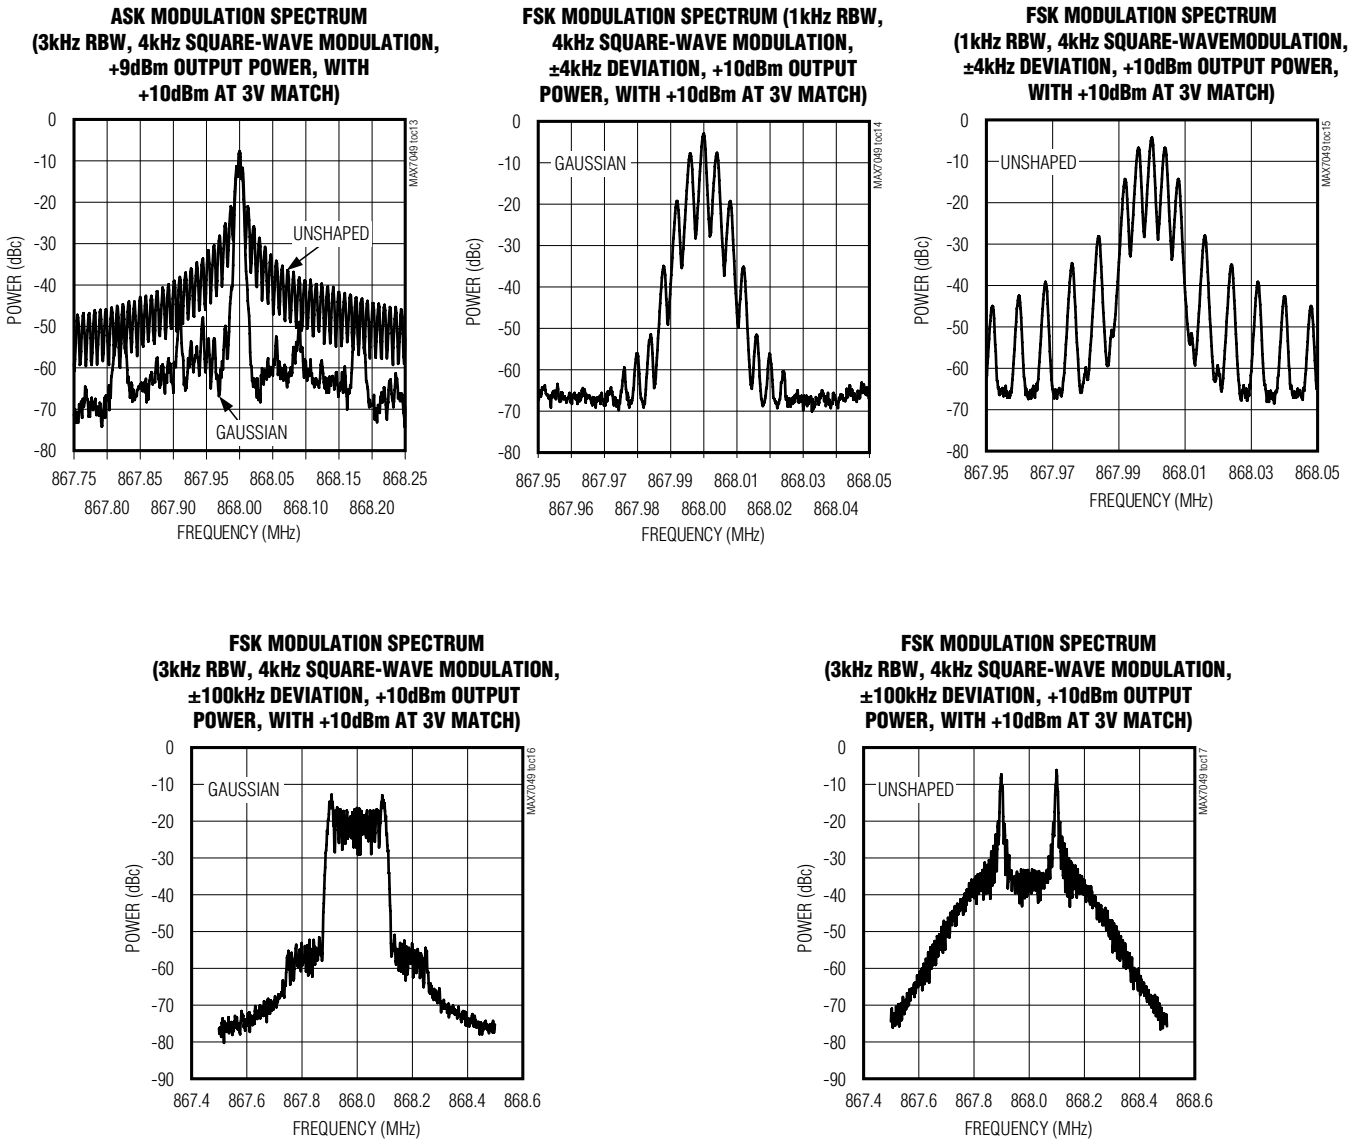 ASK MODULATION SPECTRUM
(3kHz RBW, 4kHz SQUARE-WAVE MODULATION,
+9dBm OUTPUT POWER, WITH
+10dBm AT 3V MATCH)
0
-10
-20
-30
-40
-50
-60
-70
-80
POWER (dBc)
MAX7049 toc13
UNSHAPED
GAUSSIAN
867.75 867.85 867.95 868.05 868.15 868.25
867.80 867.90 868.00 868.10 868.20
FREQUENCY (MHz)
FSK MODULATION SPECTRUM (1kHz RBW,
4kHz SQUARE-WAVE MODULATION,
±4kHz DEVIATION, +10dBm OUTPUT
POWER, WITH +10dBm AT 3V MATCH)
0
-10
-20
-30
-40
-50
-60
-70
-80
POWER (dBc)
MAX7049 toc14
GAUSSIAN
867.95 867.97 867.99 868.01 868.03 868.05
867.96 867.98 868.00 868.02 868.04
FREQUENCY (MHz)
FSK MODULATION SPECTRUM
(1kHz RBW, 4kHz SQUARE-WAVEMODULATION,
±4kHz DEVIATION, +10dBm OUTPUT POWER,
WITH +10dBm AT 3V MATCH)
0
-10
-20
-30
-40
-50
-60
-70
-80
POWER (dBc)
MAX7049 toc15
UNSHAPED
867.95 867.97 867.99 868.01 868.03 868.05
FREQUENCY (MHz)
FSK MODULATION SPECTRUM
(3kHz RBW, 4kHz SQUARE-WAVE MODULATION,
±100kHz DEVIATION, +10dBm OUTPUT
POWER, WITH +10dBm AT 3V MATCH)
0
-10
-20
-30
-40
-50
-60
-70
-80
-90
POWER (dBc)
MAX7049 toc16
GAUSSIAN
867.4 867.6 867.8 868.0 868.2 868.4 868.6
FREQUENCY (MHz)
FSK MODULATION SPECTRUM
(3kHz RBW, 4kHz SQUARE-WAVE MODULATION,
±100kHz DEVIATION, +10dBm OUTPUT
POWER, WITH +10dBm AT 3V MATCH)
0
-10
-20
-30
-40
-50
-60
-70
-80
-90
POWER (dBc)
MAX7049 toc17
UNSHAPED
867.4 867.6 867.8 868.0 868.2 868.4 868.6
FREQUENCY (MHz)